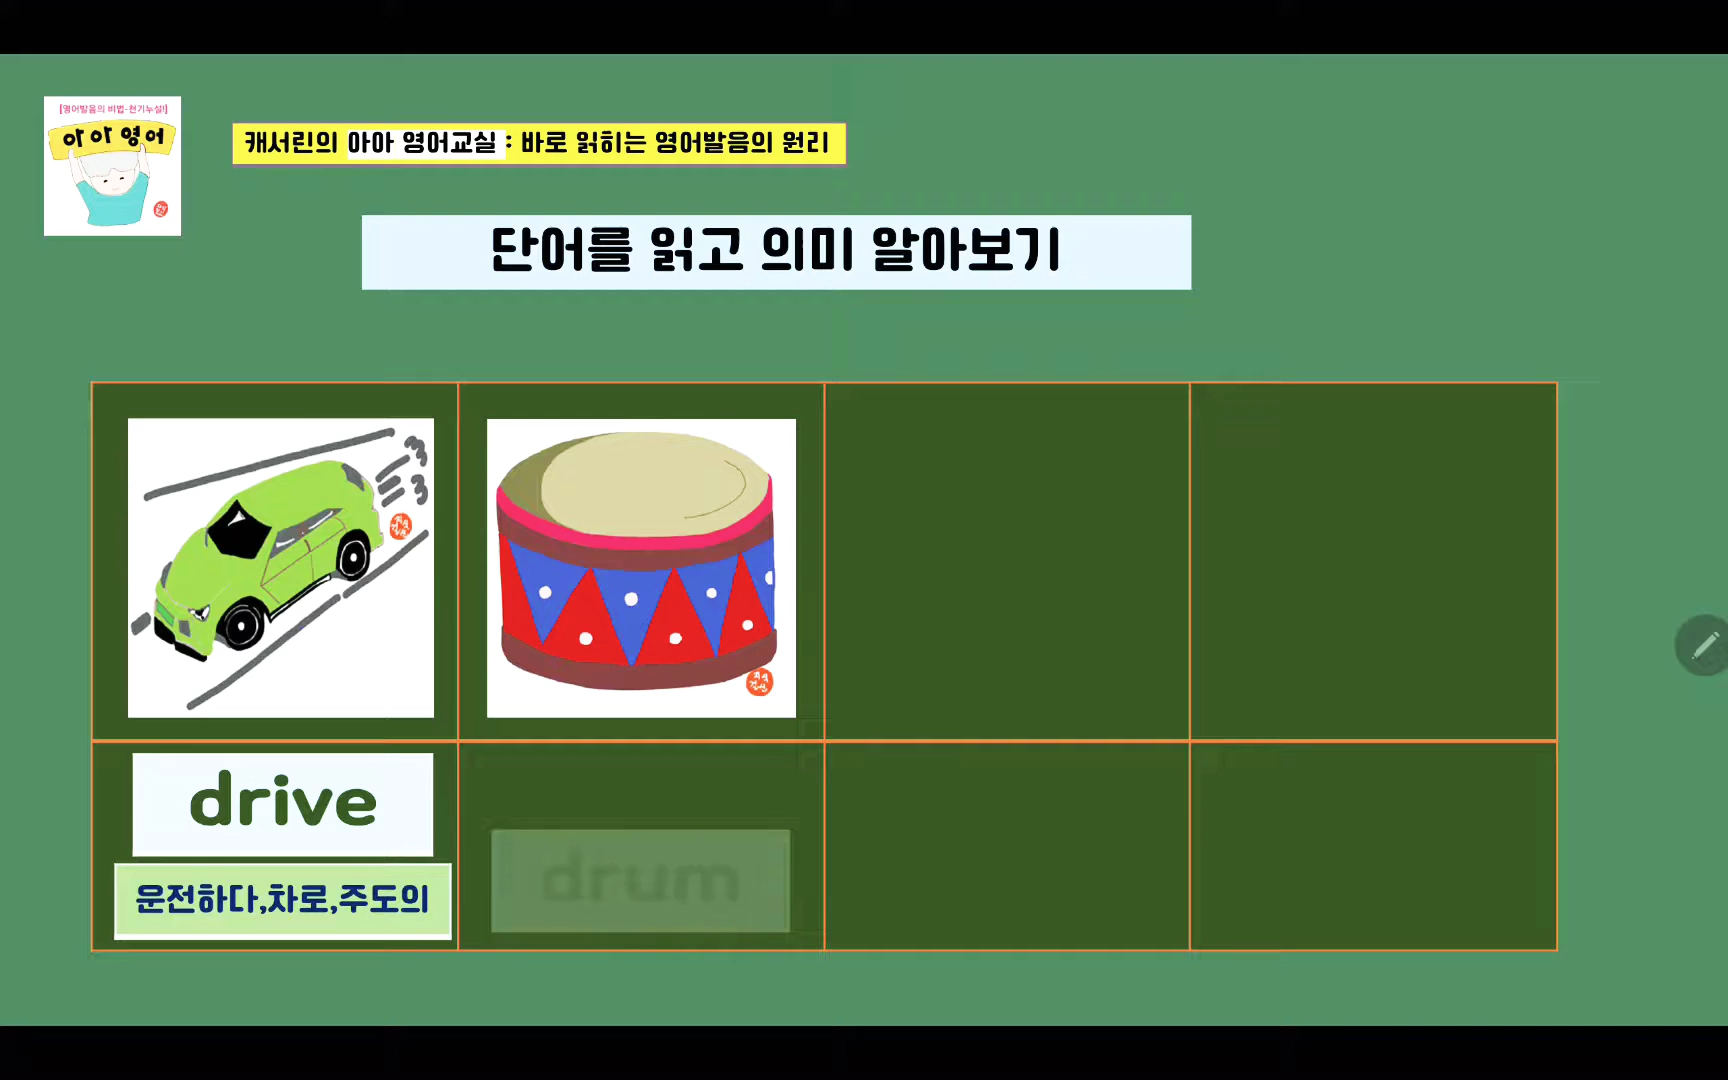 [영어발음의 비법-천기누설!]
아 아 영어
캐서린의 아아 영어교실 : 바로 읽히는 영어발음의 원리
단어를 읽고 의미 알아보기
drive
drum
운전하다,차로,주도의